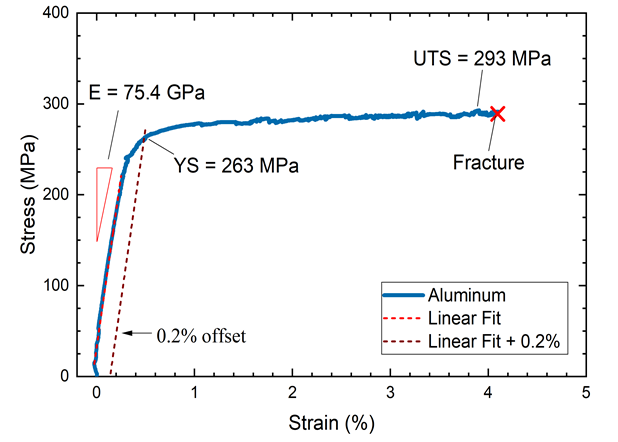 400
300
200
100
0
Stress (MPa)
E = 75.4 GPa
UTS = 293 MPa
YS = 263 MPa
Fracture
0.2% offset
Aluminum
Linear Fit
Linear Fit + 0.2%
0 1 2 3 4 5
Strain (%)